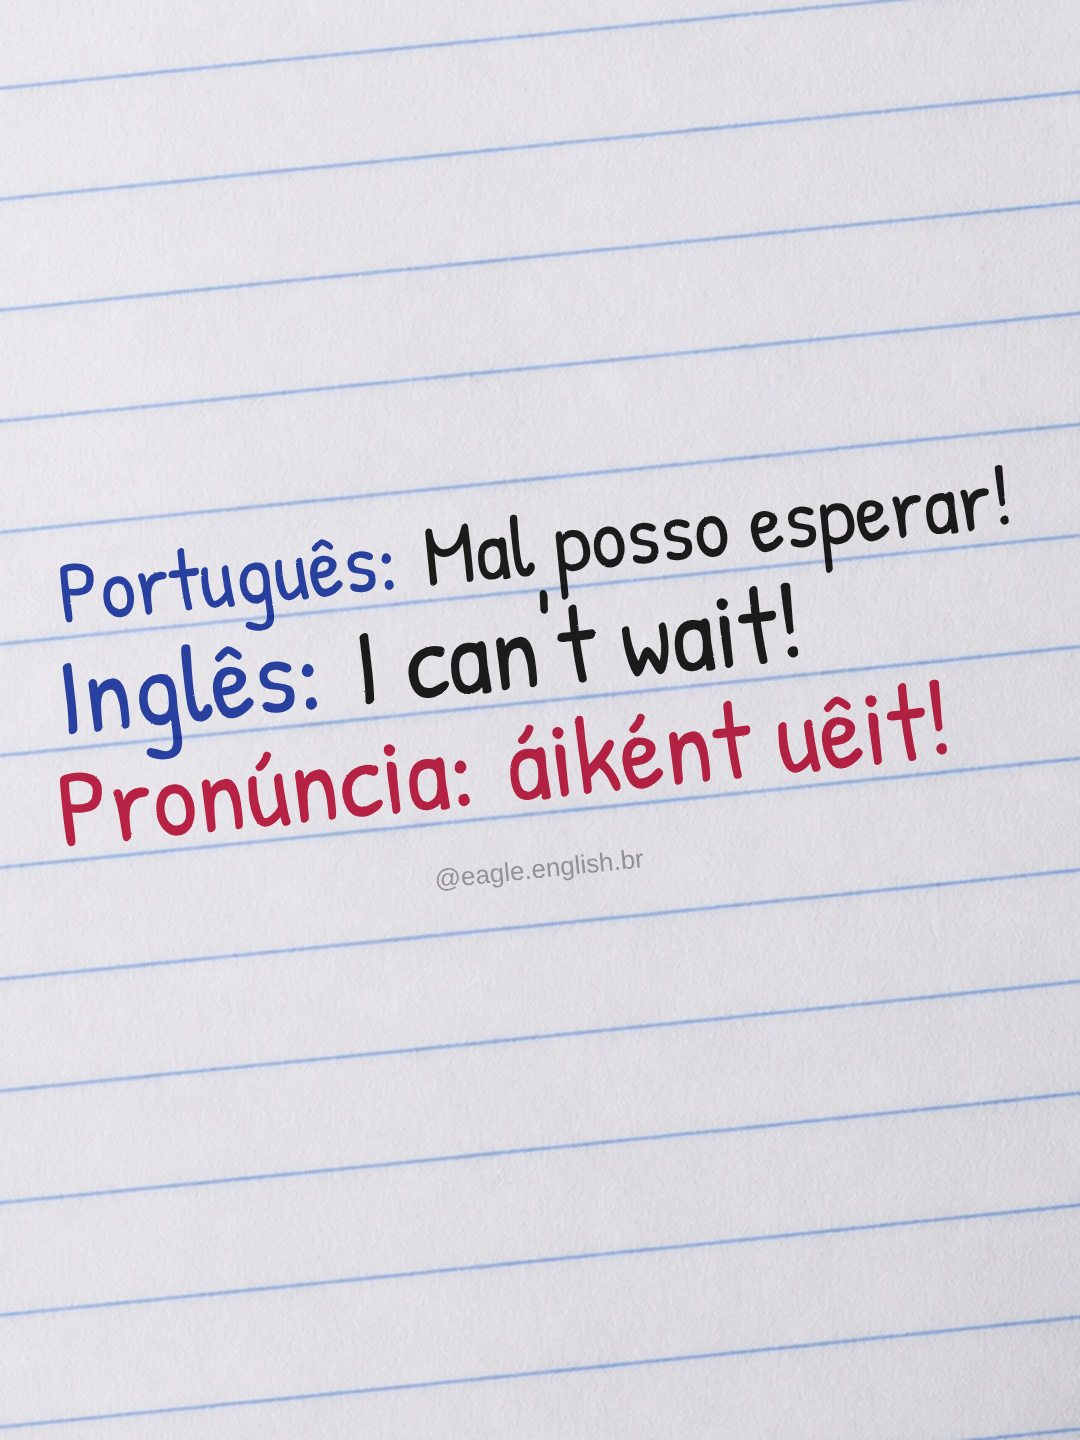 Português: Mal posso esperar!
Inglês: I can't wait!
Pronúncia: áiként uêit!
@eagle.english.br